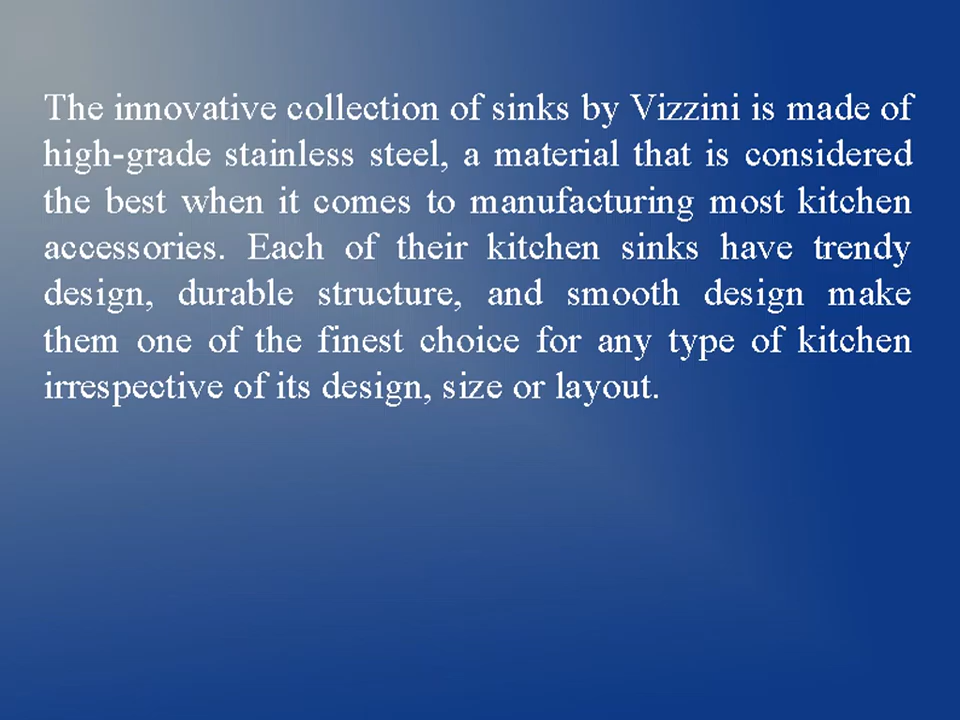 The innovative collection of sinks by Vizzini is made of
high-grade stainless steel, a material that is considered
the best when it comes to manufacturing most kitchen
accessories. Each of their kitchen sinks have trendy
design, durable structure, and smooth design make
them one of the finest choice for any type of kitchen
irrespective of its design, size or layout.